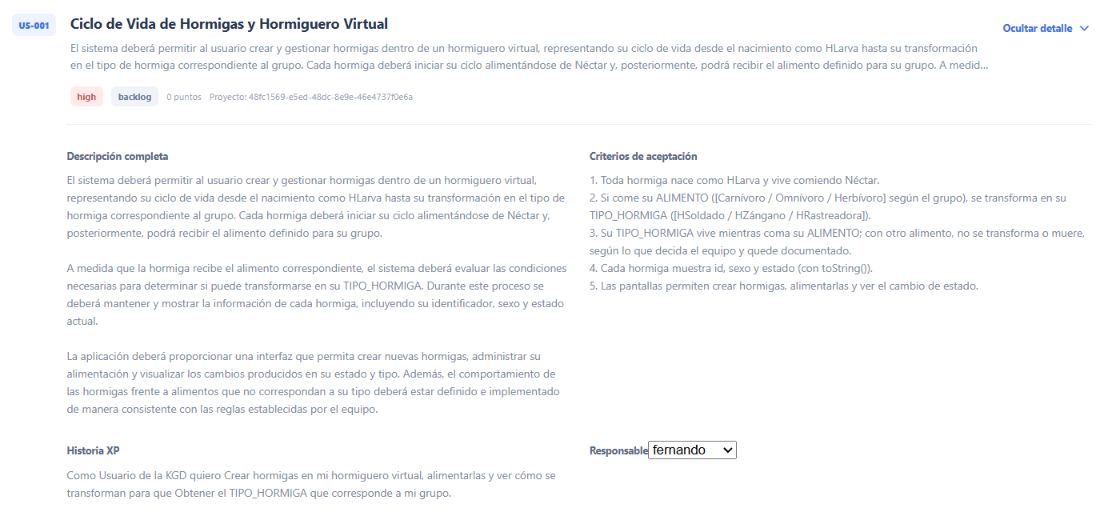 US-001
Ciclo de Vida de Hormigas y Hormiguero Virtual
Ocultar detalle
El sistema deberá permitir al usuario crear y gestionar hormigas dentro de un hormiguero virtual, representando su ciclo de vida desde el nacimiento como HLarva hasta su transformación
en el tipo de hormiga correspondiente al grupo. Cada hormiga deberá iniciar su ciclo alimentándose de Néctar y, posteriormente, podrá recibir el alimento definido para su grupo. A medid...
high backlog 0 puntos Proyecto: 48fc1569-e5ed-48dc-8e9e-46e4737f0e6a
Descripción completa
El sistema deberá permitir al usuario crear y gestionar hormigas dentro de un hormiguero virtual,
representando su ciclo de vida desde el nacimiento como HLarva hasta su transformación en el tipo de
hormiga correspondiente al grupo. Cada hormiga deberá iniciar su ciclo alimentándose de Néctar y,
posteriormente, podrá recibir el alimento definido para su grupo.
A medida que la hormiga recibe el alimento correspondiente, el sistema deberá evaluar las condiciones
necesarias para determinar si puede transformarse en su TIPO_HORMIGA. Durante este proceso se
deberá mantener y mostrar la información de cada hormiga, incluyendo su identificador, sexo y estado
actual.
La aplicación deberá proporcionar una interfaz que permita crear nuevas hormigas, administrar su
alimentación y visualizar los cambios producidos en su estado y tipo. Además, el comportamiento de
las hormigas frente a alimentos que no correspondan a su tipo deberá estar definido e implementado
de manera consistente con las reglas establecidas por el equipo.
Criterios de aceptación
1. Toda hormiga nace como HLarva y vive comiendo Néctar.
2. Si come su ALIMENTO ([Carnívoro / Omnívoro / Herbívoro] según el grupo), se transforma en su
TIPO_HORMIGA ([HSoldado / HZángano / HRastreadora]).
3. Su TIPO_HORMIGA vive mientras coma su ALIMENTO; con otro alimento, no se transforma o muere,
según lo que decida el equipo y quede documentado.
4. Cada hormiga muestra id, sexo y estado (con toString()).
5. Las pantallas permiten crear hormigas, alimentarlas y ver el cambio de estado.
Historia XP
Como Usuario de la KGD quiero Crear hormigas en mi hormiguero virtual, alimentarlas y ver cómo se
transforman para que Obtener el TIPO_HORMIGA que corresponde a mi grupo.
Responsable fernando